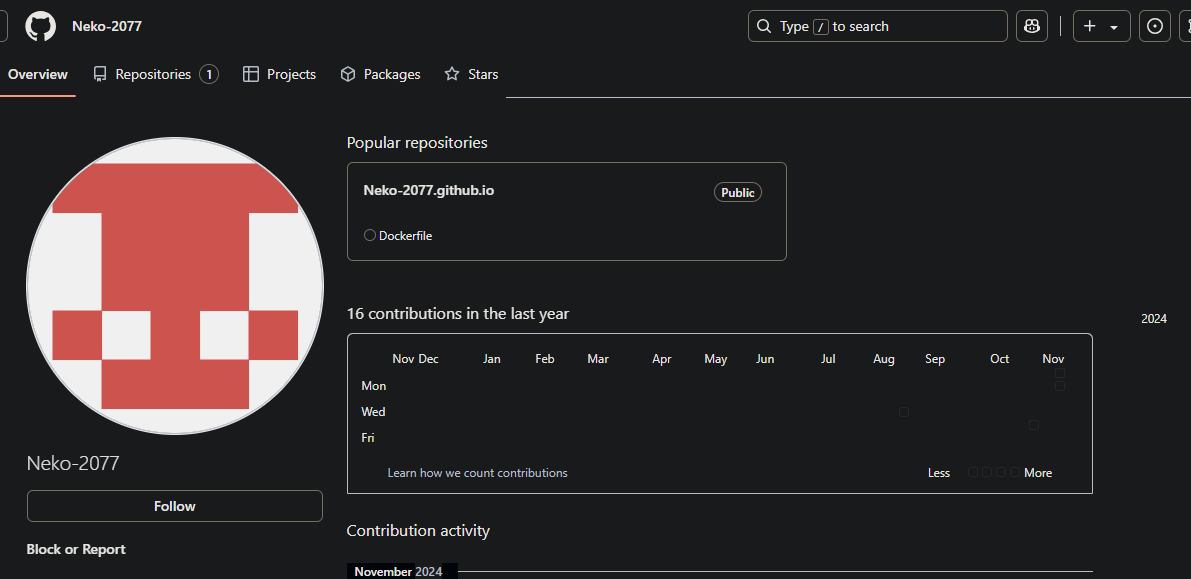 Neko-2077
Type / to search
Overview
Repositories 1
Projects
Packages
Stars
Popular repositories
Neko-2077.github.io
Public
Dockerfile
16 contributions in the last year
2024
Nov Dec Jan Feb Mar Apr May Jun Jul Aug Sep Oct Nov
Mon
Wed
Fri
Learn how we count contributions
Less More
Neko-2077
Follow
Block or Report
Contribution activity
November 2024